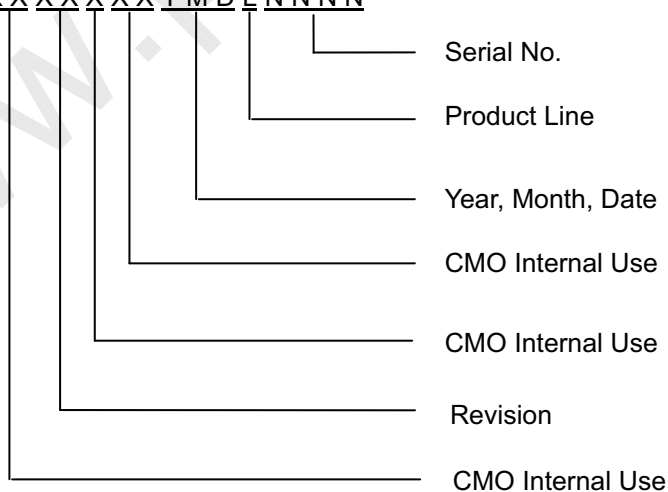 X X X X X X X Y M D L N N N N
Serial No.
Product Line
Year, Month, Date
CMO Internal Use
CMO Internal Use
Revision
CMO Internal Use